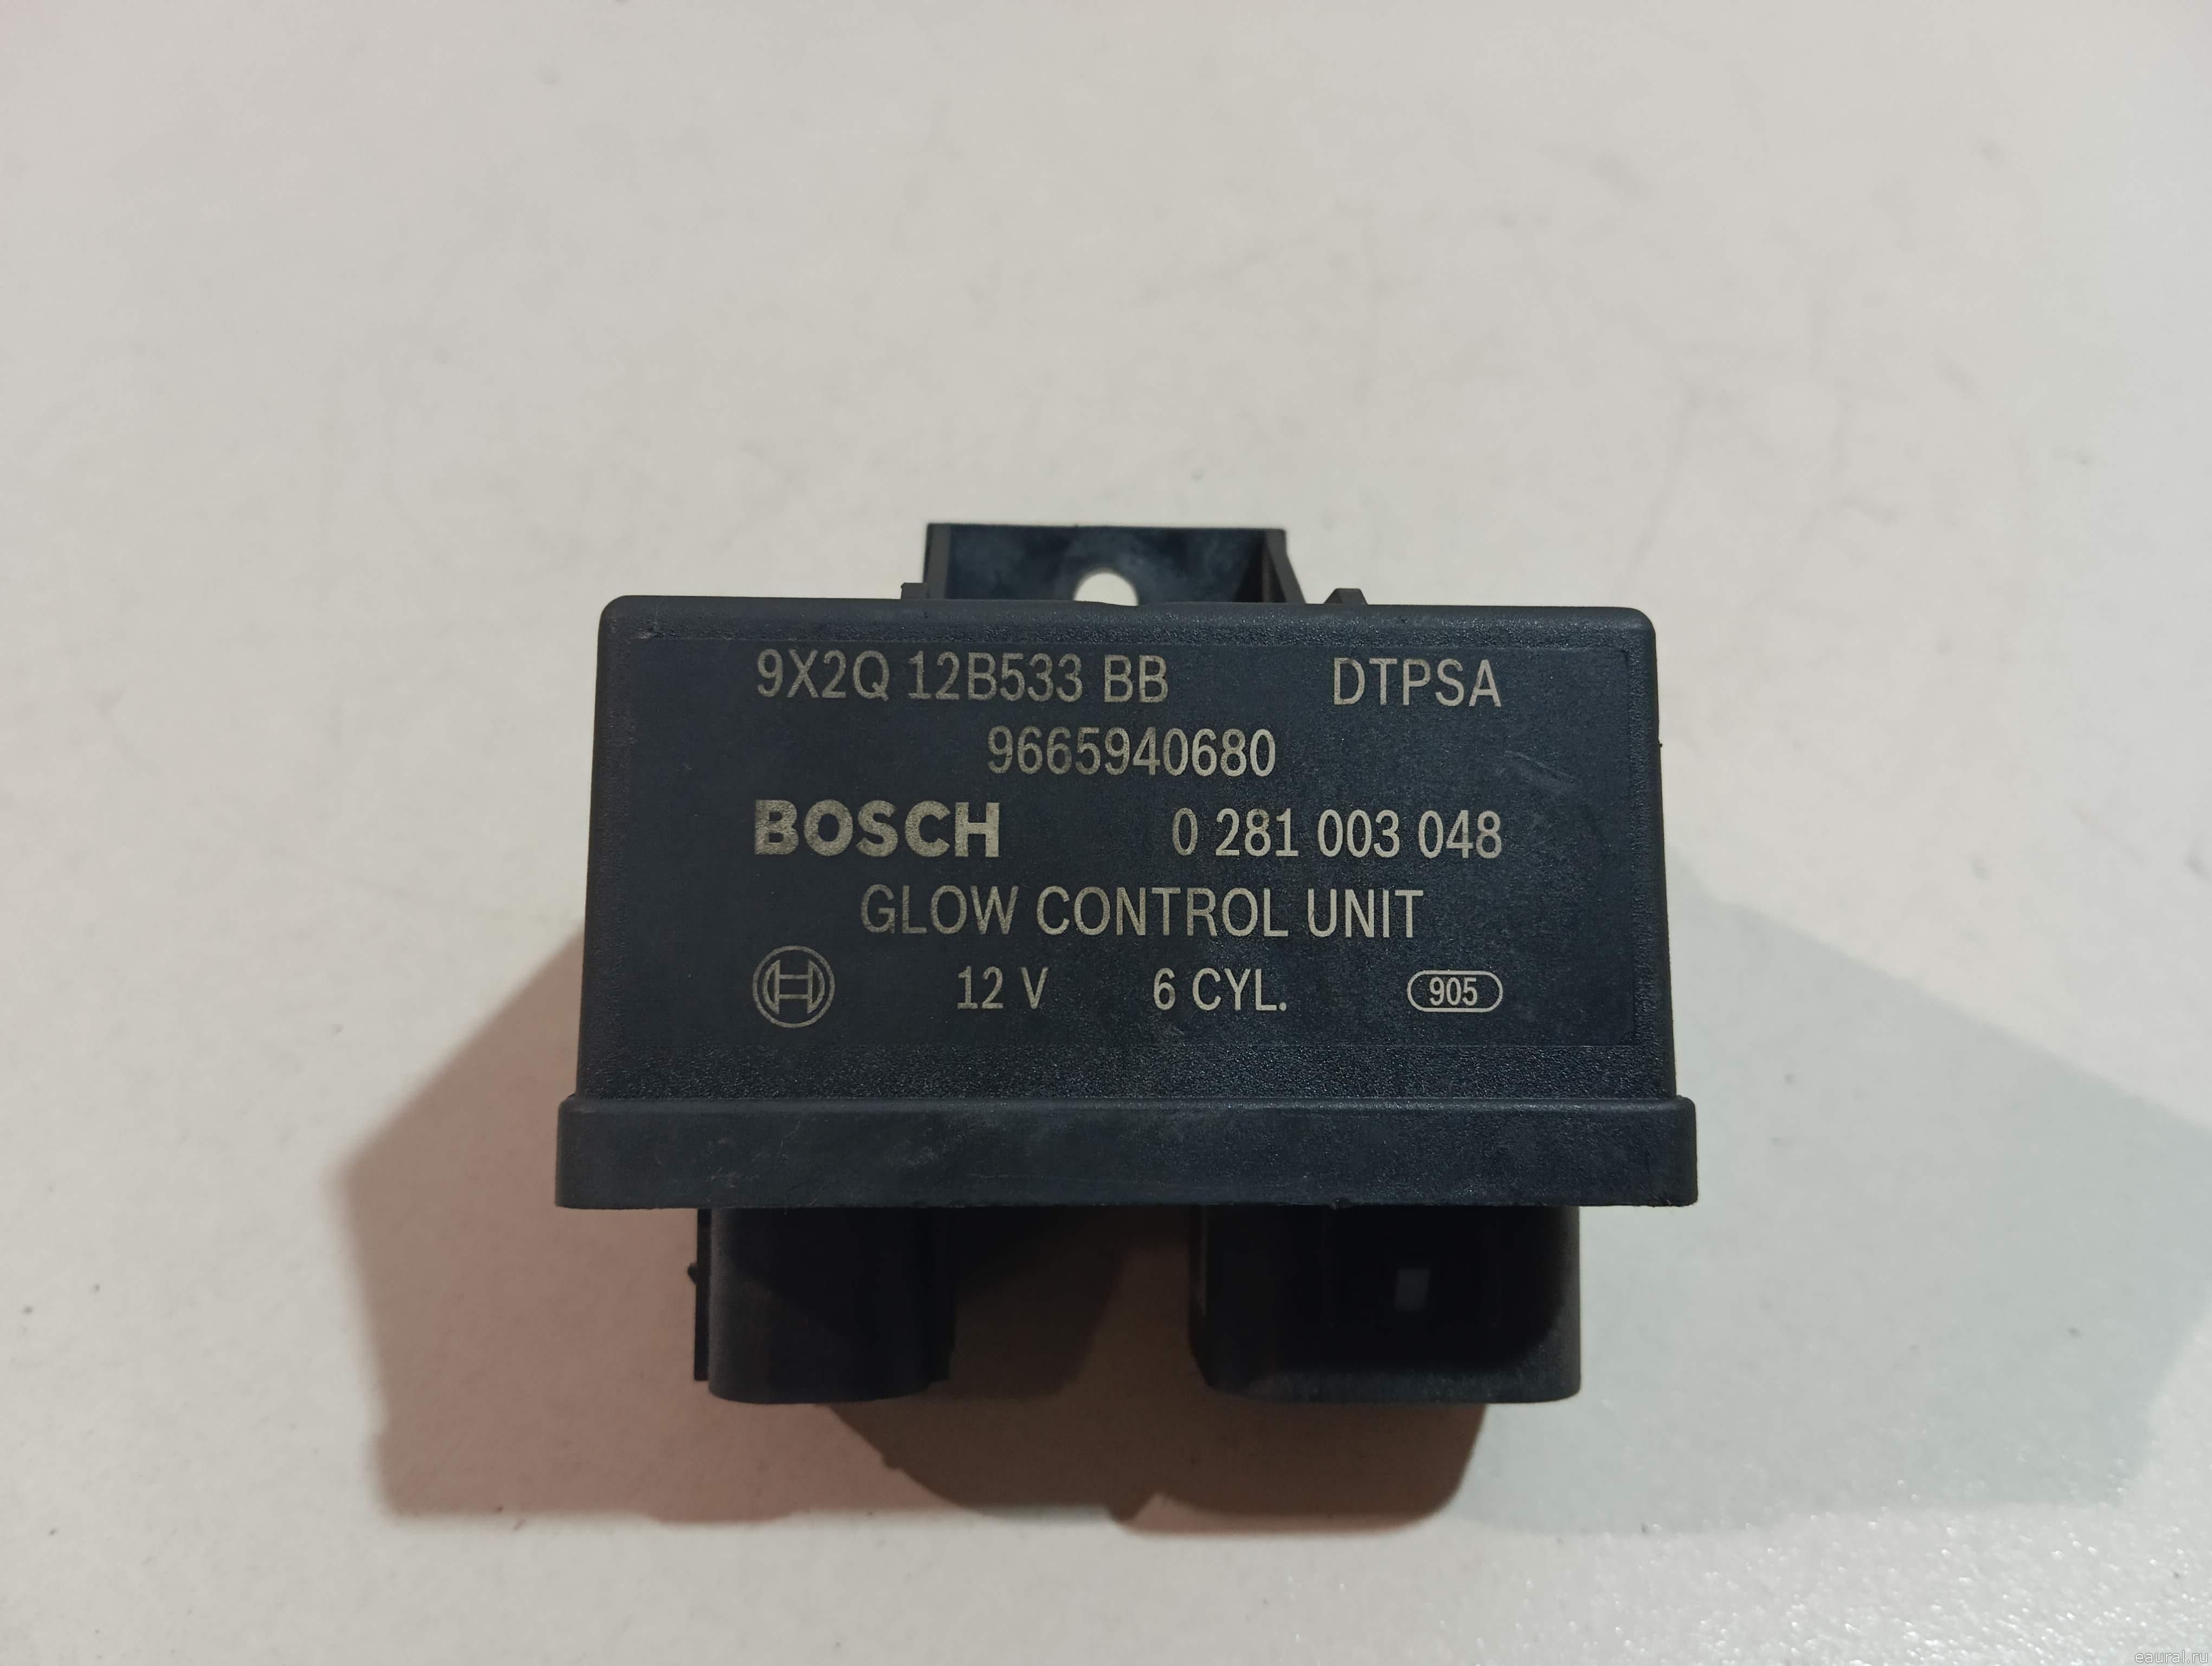 9X2Q 12B533 BB DTPSA
9665940680
BOSCH 0 281 003 048
GLOW CONTROL UNIT
12 V 6 CYL. 905
eaural.ru